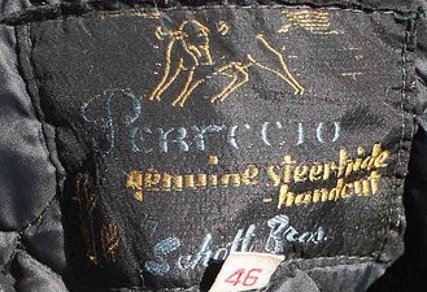 Perfecto
genuine steerhide
-handcut
Schott Bros.
46